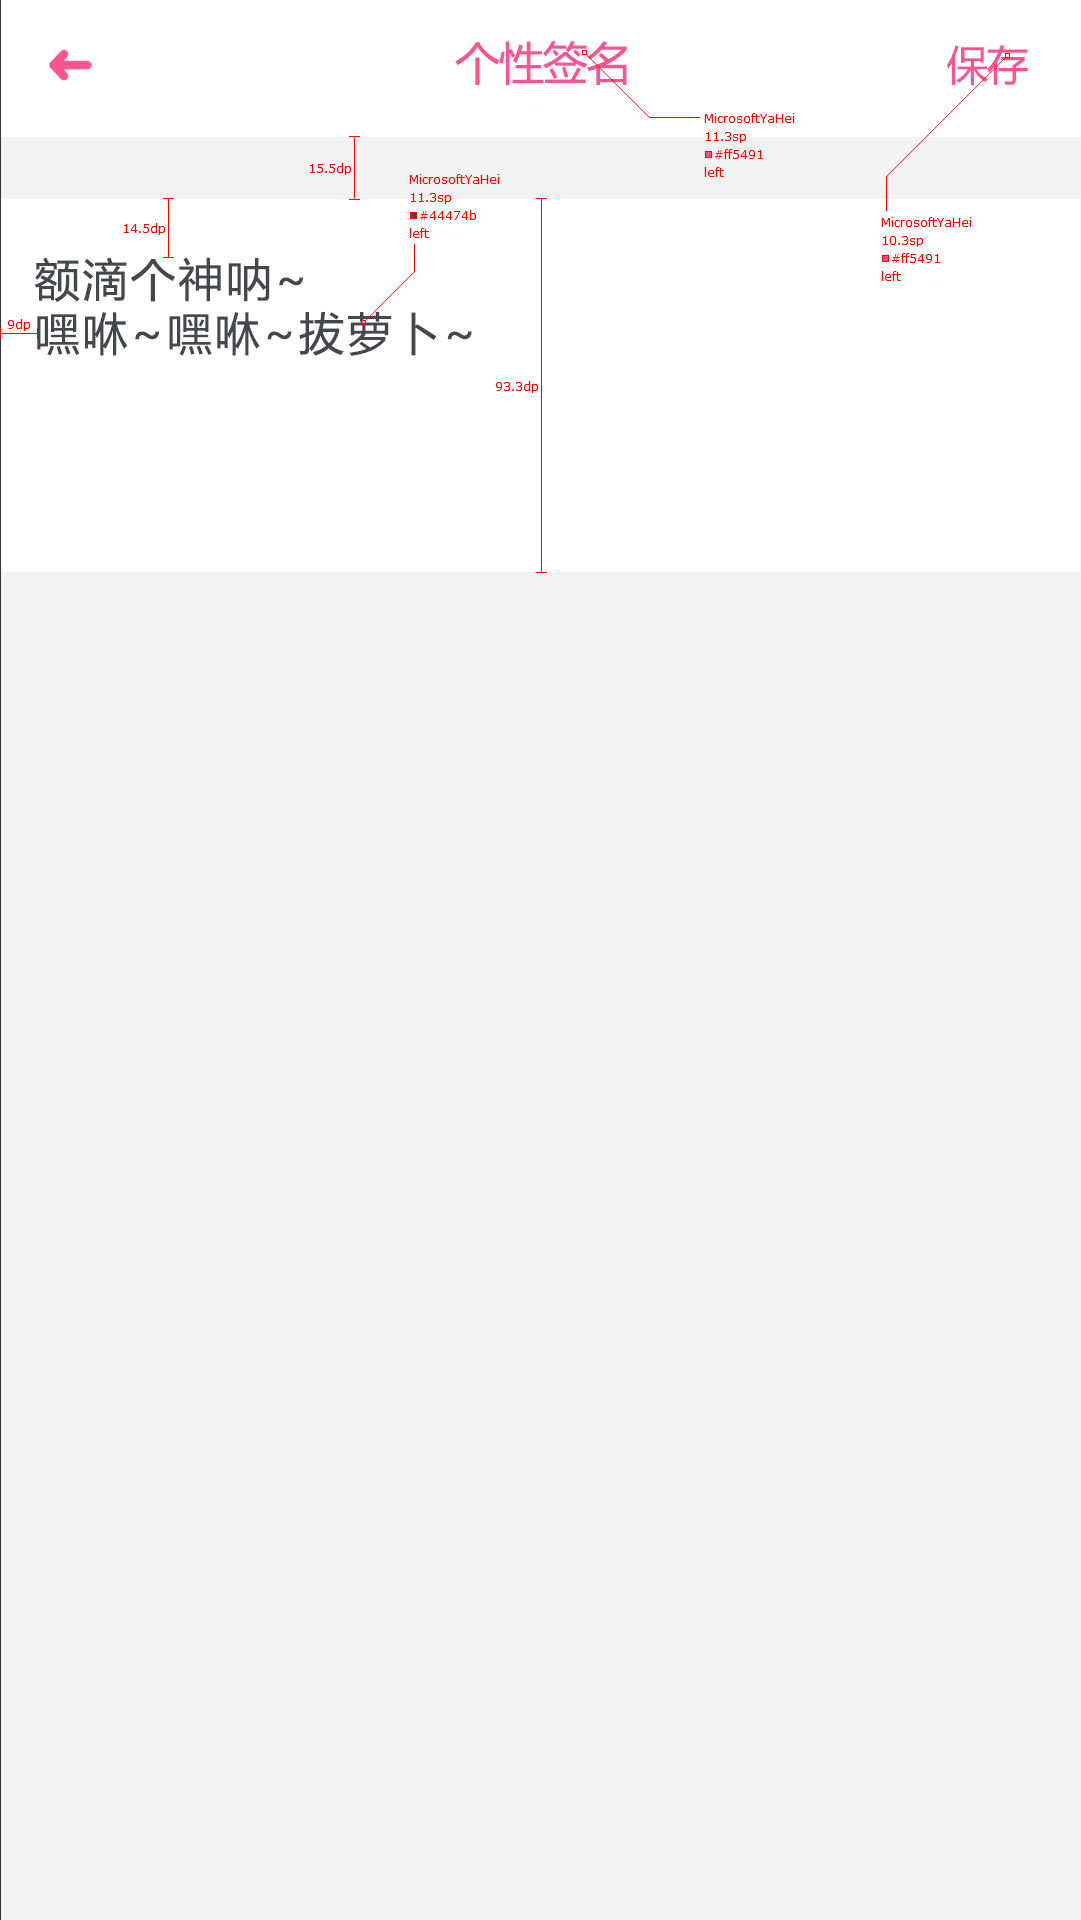 个性签名
保存
MicrosoftYaHei
11.3sp
#ff5491
left
15.5dp
MicrosoftYaHei
11.3sp
#44474b
left
14.5dp
MicrosoftYaHei
10.3sp
#ff5491
left
额滴个神呐~
9dp
嘿咻~嘿咻~拔萝卜~
93.3dp